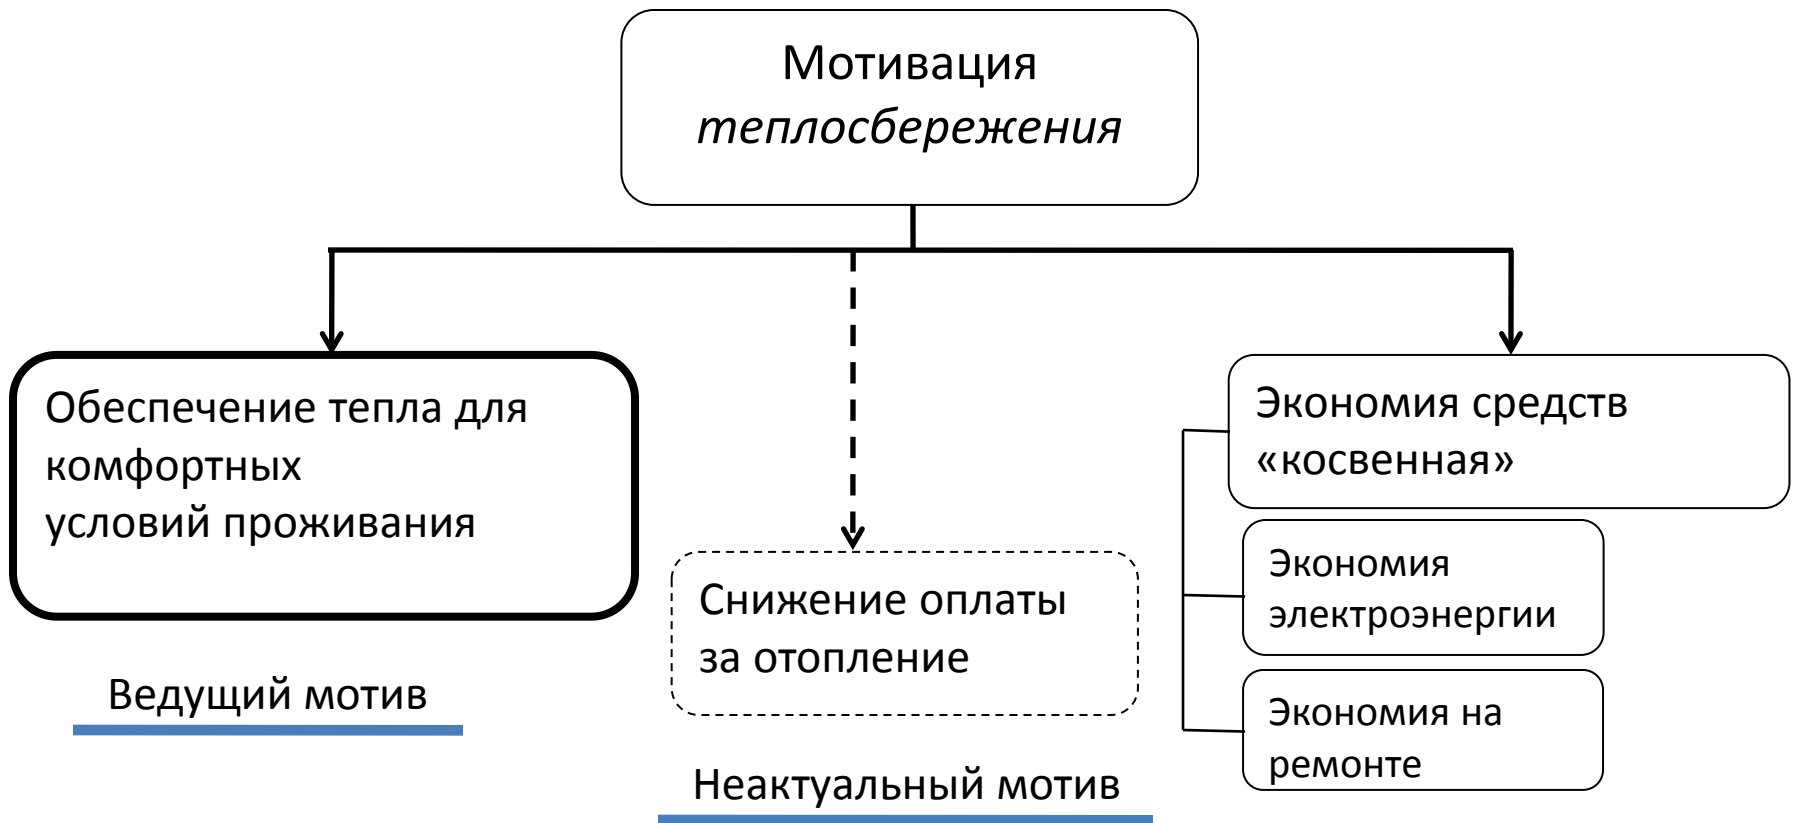 Мотивация
теплосбережения
Обеспечение тепла для
комфортных
условий проживания
Ведущий мотив
Снижение оплаты
за отопление
Неактуальный мотив
Экономия средств
«косвенная»
Экономия
электроэнергии
Экономия на
ремонте